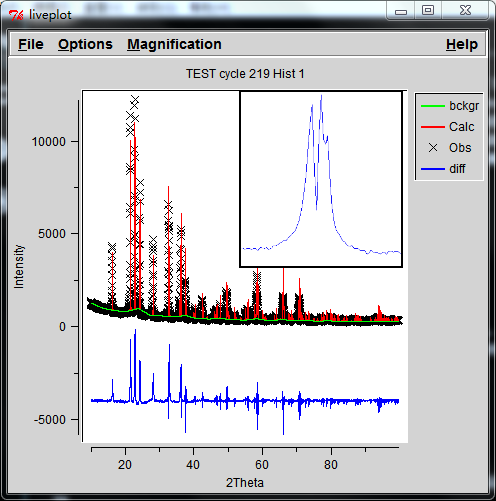 liveplot
File Options Magnification Help
TEST cycle 219 Hist 1
bckgr
Calc
Obs
diff
10000
5000
0
-5000
Intensity
20 40 60 80
2Theta